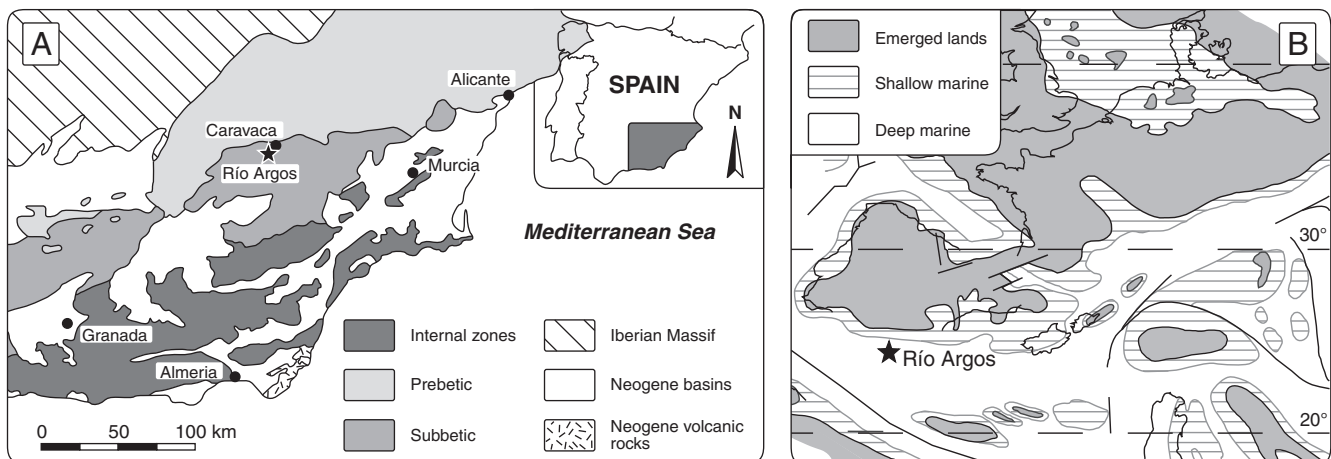 A
Alicante
SPAIN
N
Caravaca
Río Argos
Murcia
Mediterranean Sea
Granada
Almeria
Internal zones
Prebetic
Subbetic
Iberian Massif
Neogene basins
Neogene volcanic
rocks
0 50 100 km
B
Emerged lands
Shallow marine
Deep marine
30°
Río Argos
20°